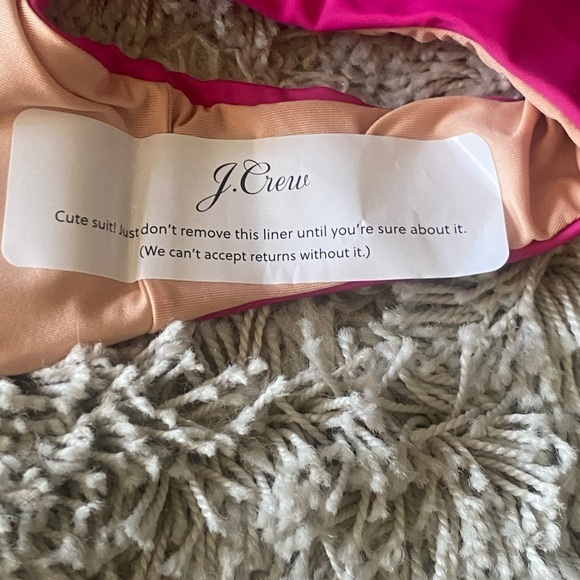 J.Crew
Cute suit! Just don't remove this liner until you're sure about it.
(We can't accept returns without it.)